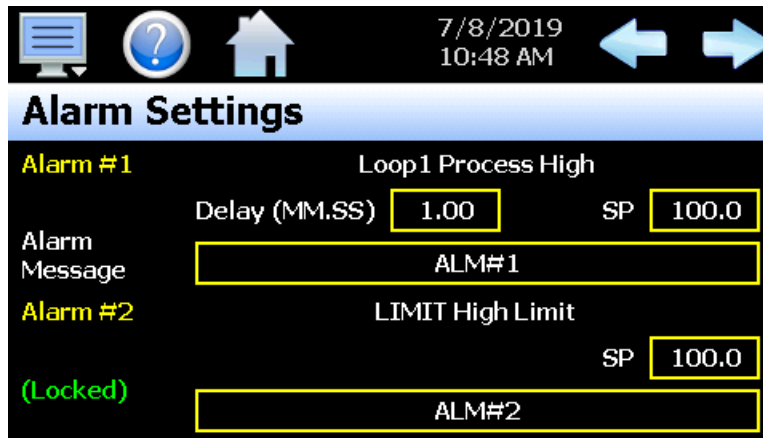 ?
7/8/2019
10:48 AM
Alarm Settings
Alarm #1 Loop1 Process High
Delay (MM.SS) 1.00 SP 100.0
Alarm
Message
ALM#1
Alarm #2 LIMIT High Limit
SP 100.0
(Locked)
ALM#2